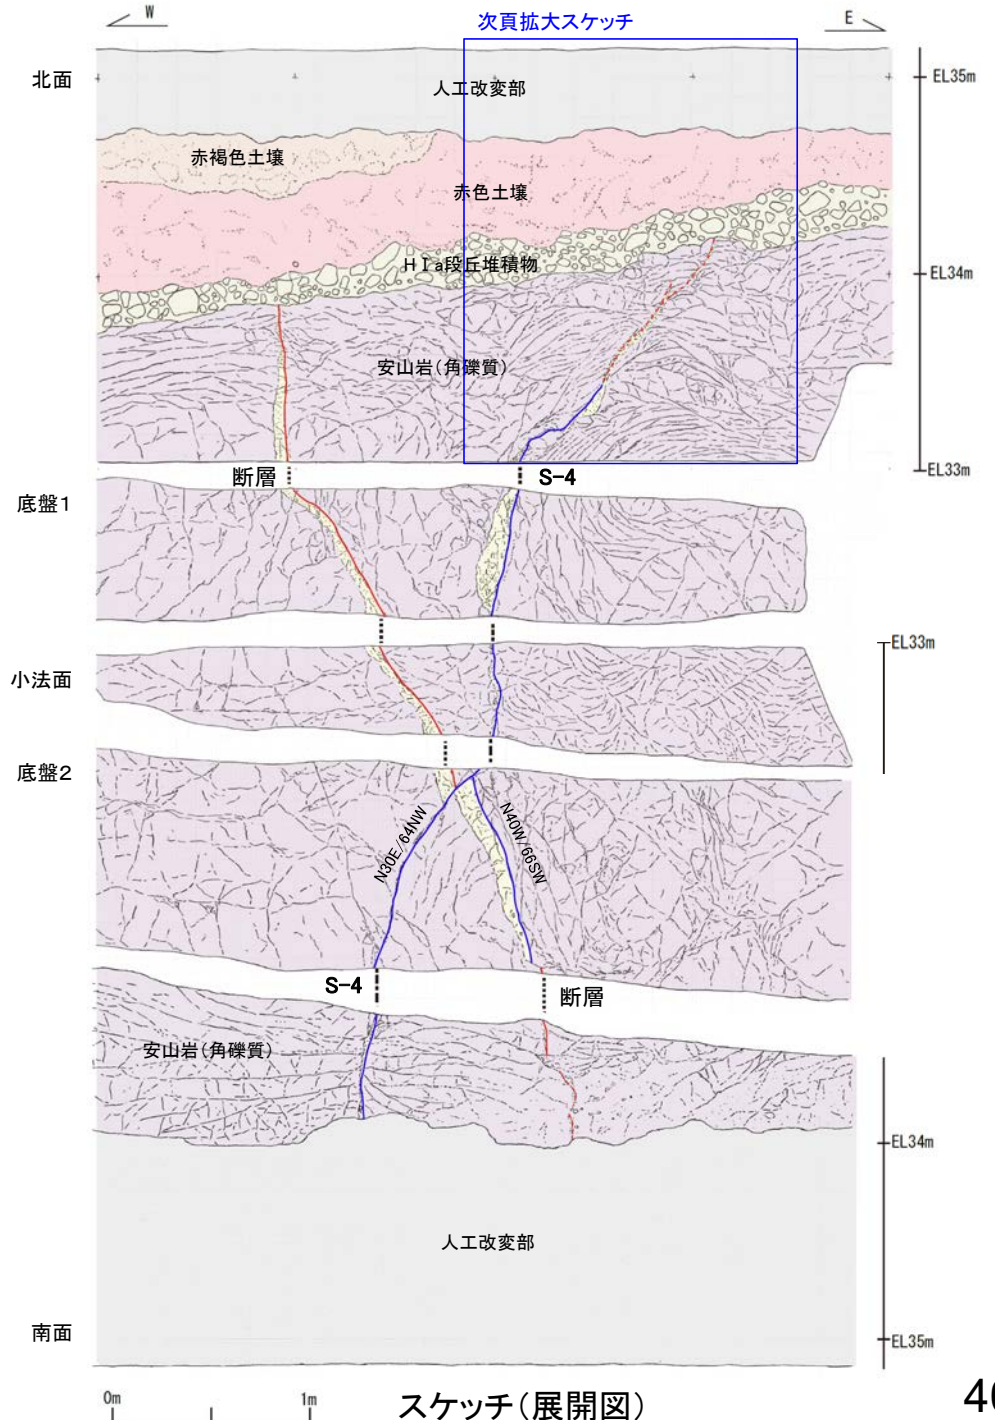 W
次頁拡大スケッチ
E
北面
人工改変部
EL35m
赤褐色土壌
赤色土壌
HⅠa段丘堆積物
EL34m
安山岩(角礫質)
EL33m
断層
S-4
底盤1
EL33m
小法面
底盤2
N30E/64NW
N40W/66SW
S-4
断層
安山岩(角礫質)
EL34m
人工改変部
南面
EL35m
0m
1m
スケッチ(展開図)